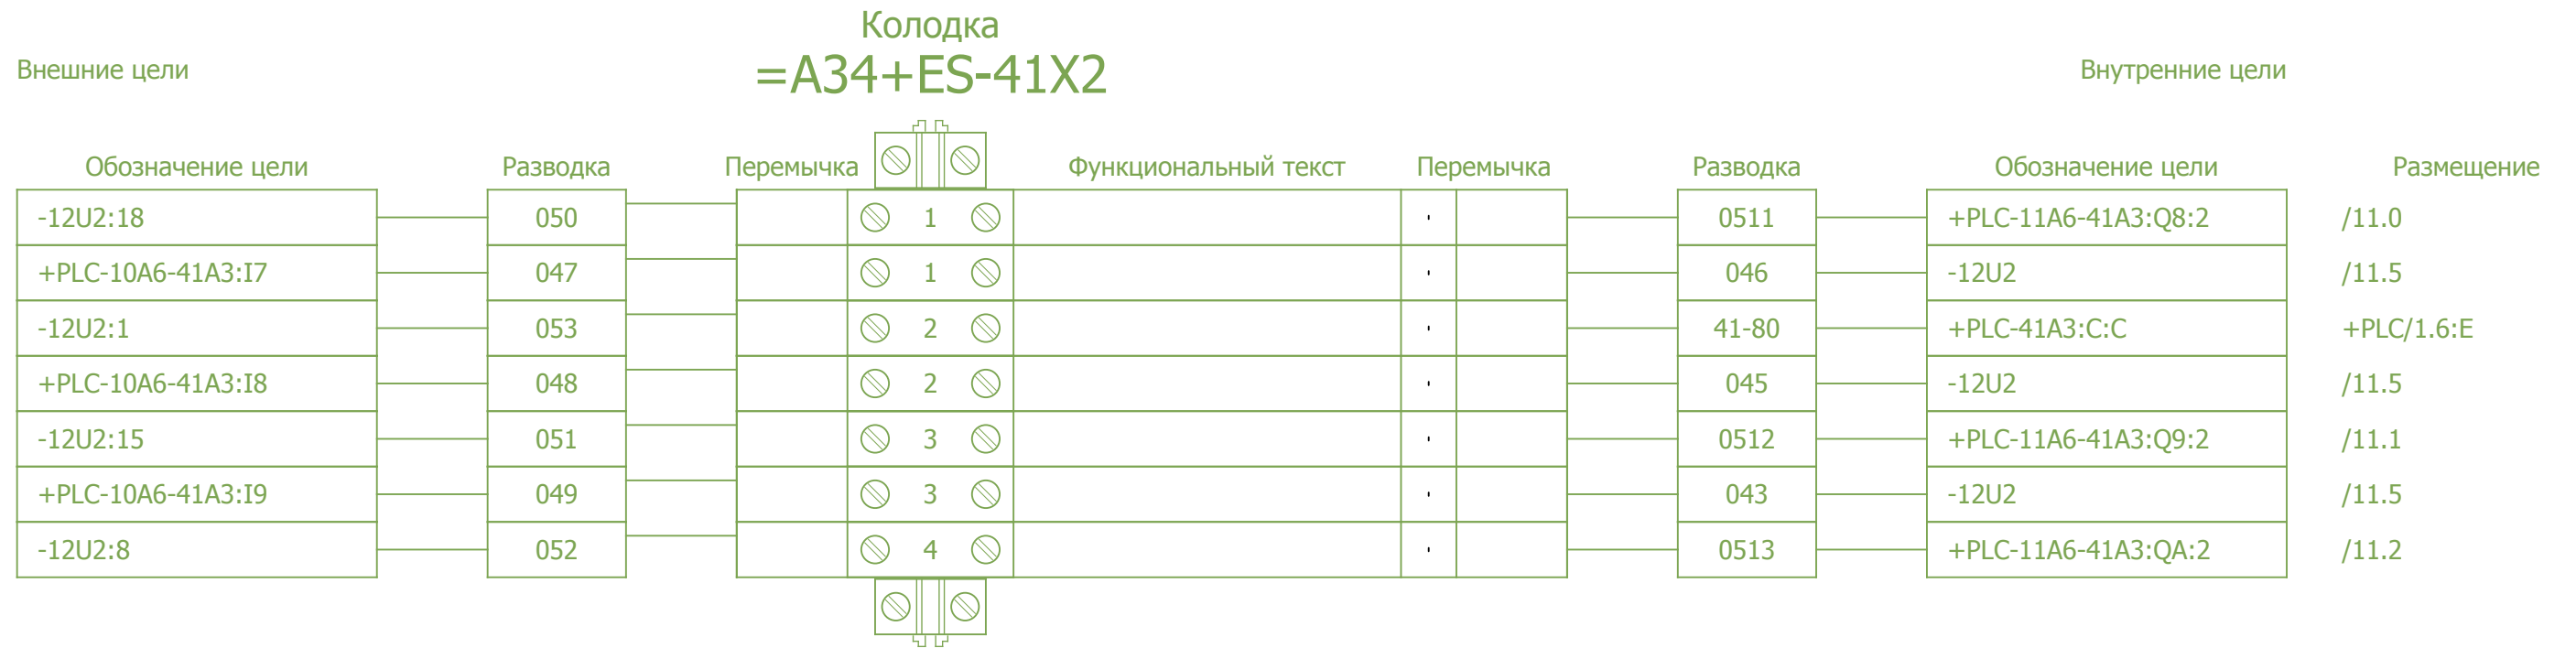 Колодка
Внешние цели =A34+ES-41X2 Внутренние цели
Обозначение цели Разводка Перемычка Функциональный текст Перемычка Разводка Обозначение цели Размещение
-12U2:18 050 1 0511 +PLC-11A6-41A3:Q8:2 /11.0
+PLC-10A6-41A3:I7 047 1 046 -12U2 /11.5
-12U2:1 053 2 41-80 +PLC-41A3:C:C +PLC/1.6:E
+PLC-10A6-41A3:I8 048 2 045 -12U2 /11.5
-12U2:15 051 3 0512 +PLC-11A6-41A3:Q9:2 /11.1
+PLC-10A6-41A3:I9 049 3 043 -12U2 /11.5
-12U2:8 052 4 0513 +PLC-11A6-41A3:QA:2 /11.2